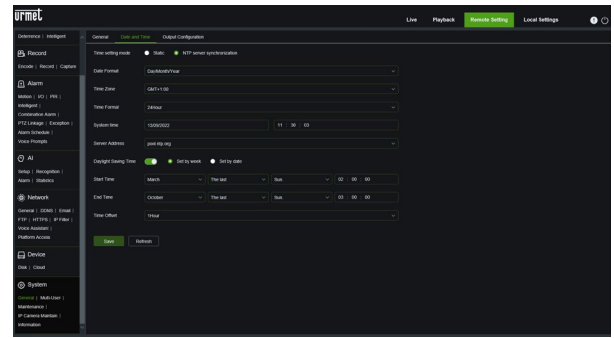 urmet
Live Playback Remote Setting Local Settings
Deterrence | Intelligent
Record
Encode | Record | Capture
Alarm
Motion | I/O | PIR |
Intelligent |
Combination Alarm |
PTZ Linkage | Exception |
Alarm Schedule |
Voice Prompts
AI
Setup | Recognition |
Alarm | Statistics
Network
General | DDNS | Email |
FTP | HTTPS | IP Filter |
Voice Assistant |
Platform Access
Device
Disk | Cloud
System
General | Multi-User |
Maintenance |
IP Camera Maintain |
Information
General Date and Time Output Configuration
Time setting mode Static NTP server synchronization
Date Format Day/Month/Year
Time Zone GMT+1:00
Time Format 24Hour
System time 13/09/2022 11 : 36 : 03
Server Address pool.ntp.org
Daylight Saving Time Set by week Set by date
Start Time March The last Sun 02 : 00 : 00
End Time October The last Sun 03 : 00 : 00
Time Offset 1Hour
Save Refresh